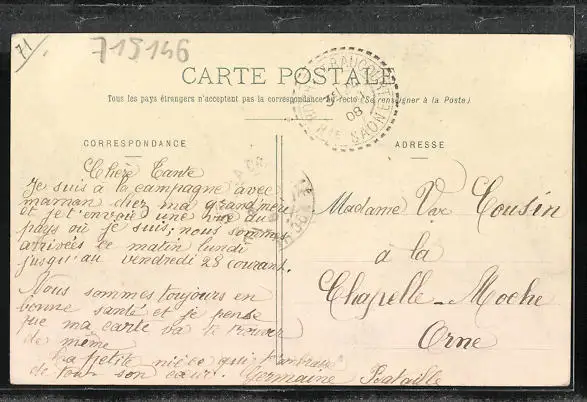 71
715146
CARTE POSTALE
Tous les pays étrangers n'acceptent pas la correspondance au recto (Se renseigner à la Poste)
CORRESPONDANCE
ADRESSE
HTE SAONE
08
Chère Tante
Je suis à la campagne avec
maman chez ma grand'mère
et je t'envoie une vue du
pays où je suis; nous sommes
arrivées ce matin lundi
jusqu'au vendredi 28 courant.
Nous sommes toujours en
bonne santé et je pense
que ma carte va te trouver
de même
Ta petite nièce qui t'embrasse
de tout son cœur. Germaine Bataille
Madame Vve Cousin
à la
Chapelle-Moche
Orne